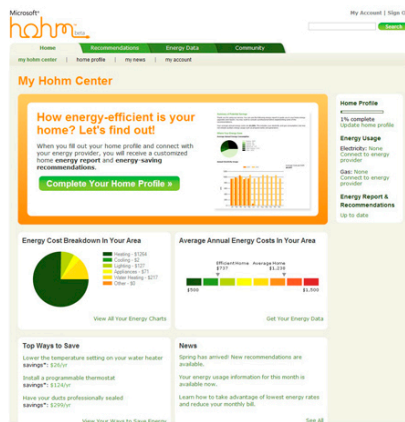 Microsoft®
hohm beta
My Account | Sign O
Search
Home
Recommendations
Energy Data
Community
my hohm center | home profile | my news | my account
My Hohm Center
How energy-efficient is your
home? Let's find out!
When you fill out your home profile and connect with
your energy provider, you will receive a customized
home energy report and energy-saving
recommendations.
Complete Your Home Profile »
Home Profile
1% complete
Update home profile
Energy Usage
Electricity: None
Connect to energy
provider
Gas: None
Connect to energy
provider
Energy Report &
Recommendations
Up to date
Energy Cost Breakdown In Your Area
Heating - $1284
Cooling - $2
Lighting - $127
Appliances - $71
Water Heating - $217
Other - $0
View All Your Energy Charts
Average Annual Energy Costs In Your Area
Efficient Home Average Home
$737 $1,239
$500 $1,500
Get Your Energy Data
Top Ways to Save
Lower the temperature setting on your water heater
savings*: $26/yr
Install a programmable thermostat
savings*: $124/yr
Have your ducts professionally sealed
savings*: $299/yr
View Your Ways to Save Energy
News
Spring has arrived! New recommendations are
available.
Your energy usage information for this month is
available now.
Learn how to take advantage of lowest energy rates
and reduce your monthly bill.
See All